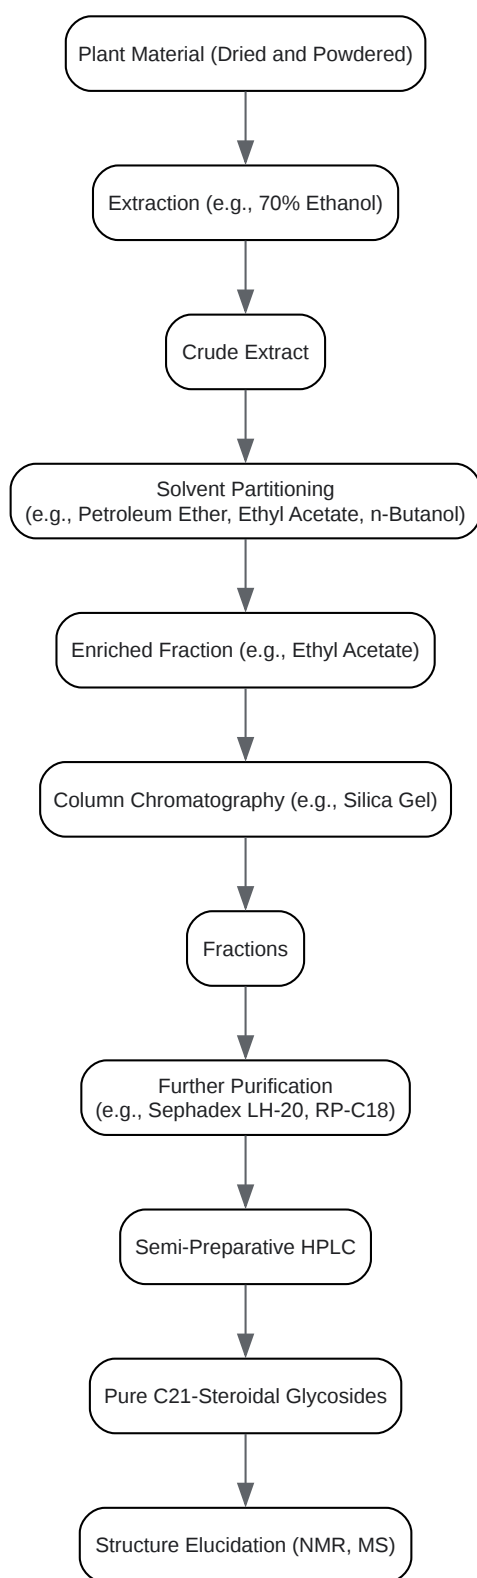 Plant Material (Dried and Powdered)
Extraction (e.g., 70% Ethanol)
Crude Extract
Solvent Partitioning
(e.g., Petroleum Ether, Ethyl Acetate, n-Butanol)
Enriched Fraction (e.g., Ethyl Acetate)
Column Chromatography (e.g., Silica Gel)
Fractions
Further Purification
(e.g., Sephadex LH-20, RP-C18)
Semi-Preparative HPLC
Pure C21-Steroidal Glycosides
Structure Elucidation (NMR, MS)